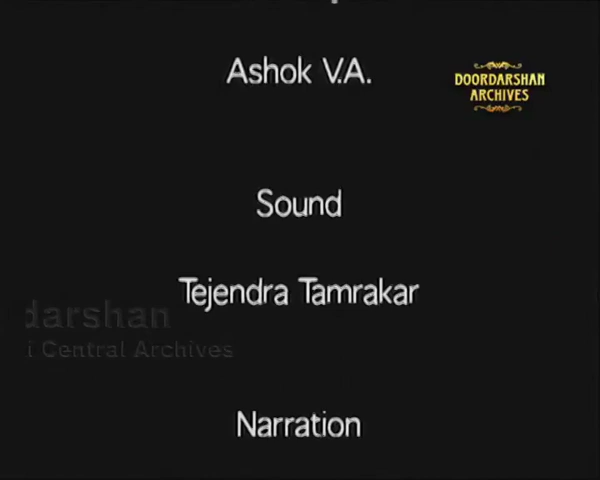 Ashok V.A.
DOORDARSHAN
ARCHIVES
Sound
Tejendra Tamrakar
darshan
i Central Archives
Narration